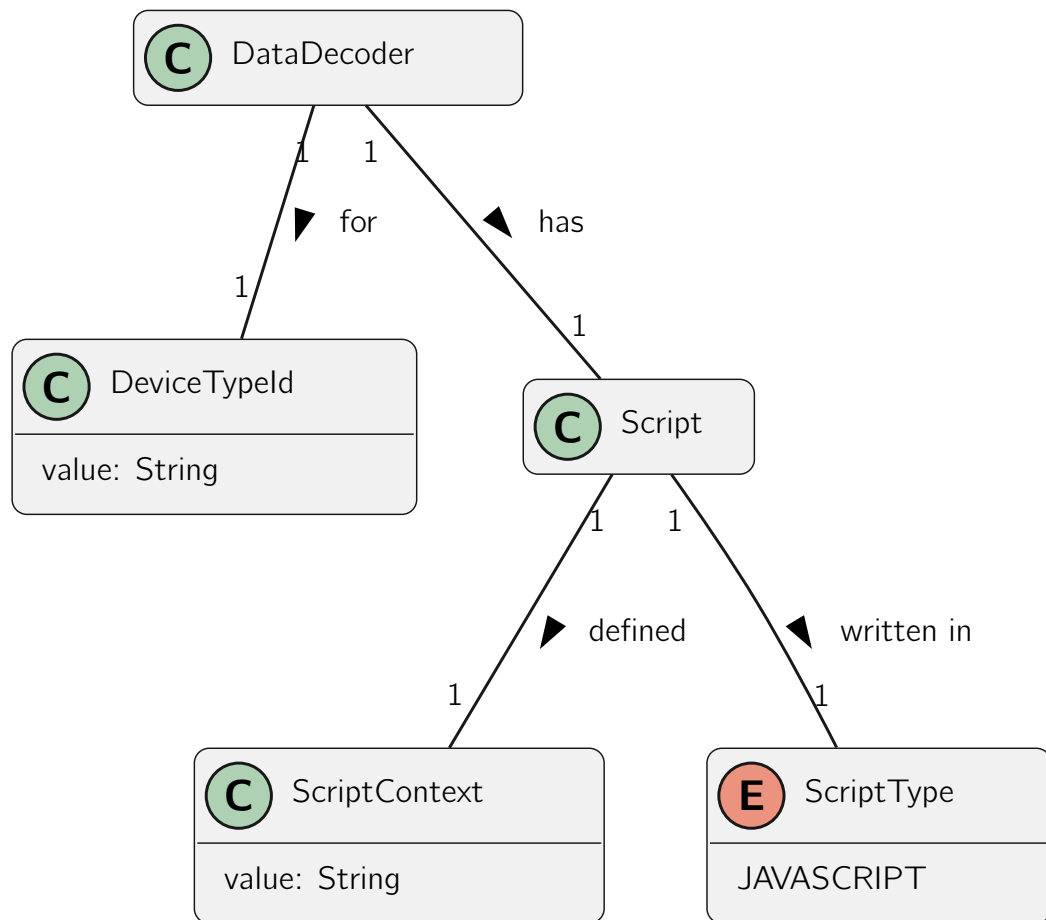 C DataDecoder
1 1
for has
1
1
C DeviceTypeId
value: String
C Script
1 1
defined written in
1 1
C ScriptContext
value: String
E ScriptType
JAVASCRIPT